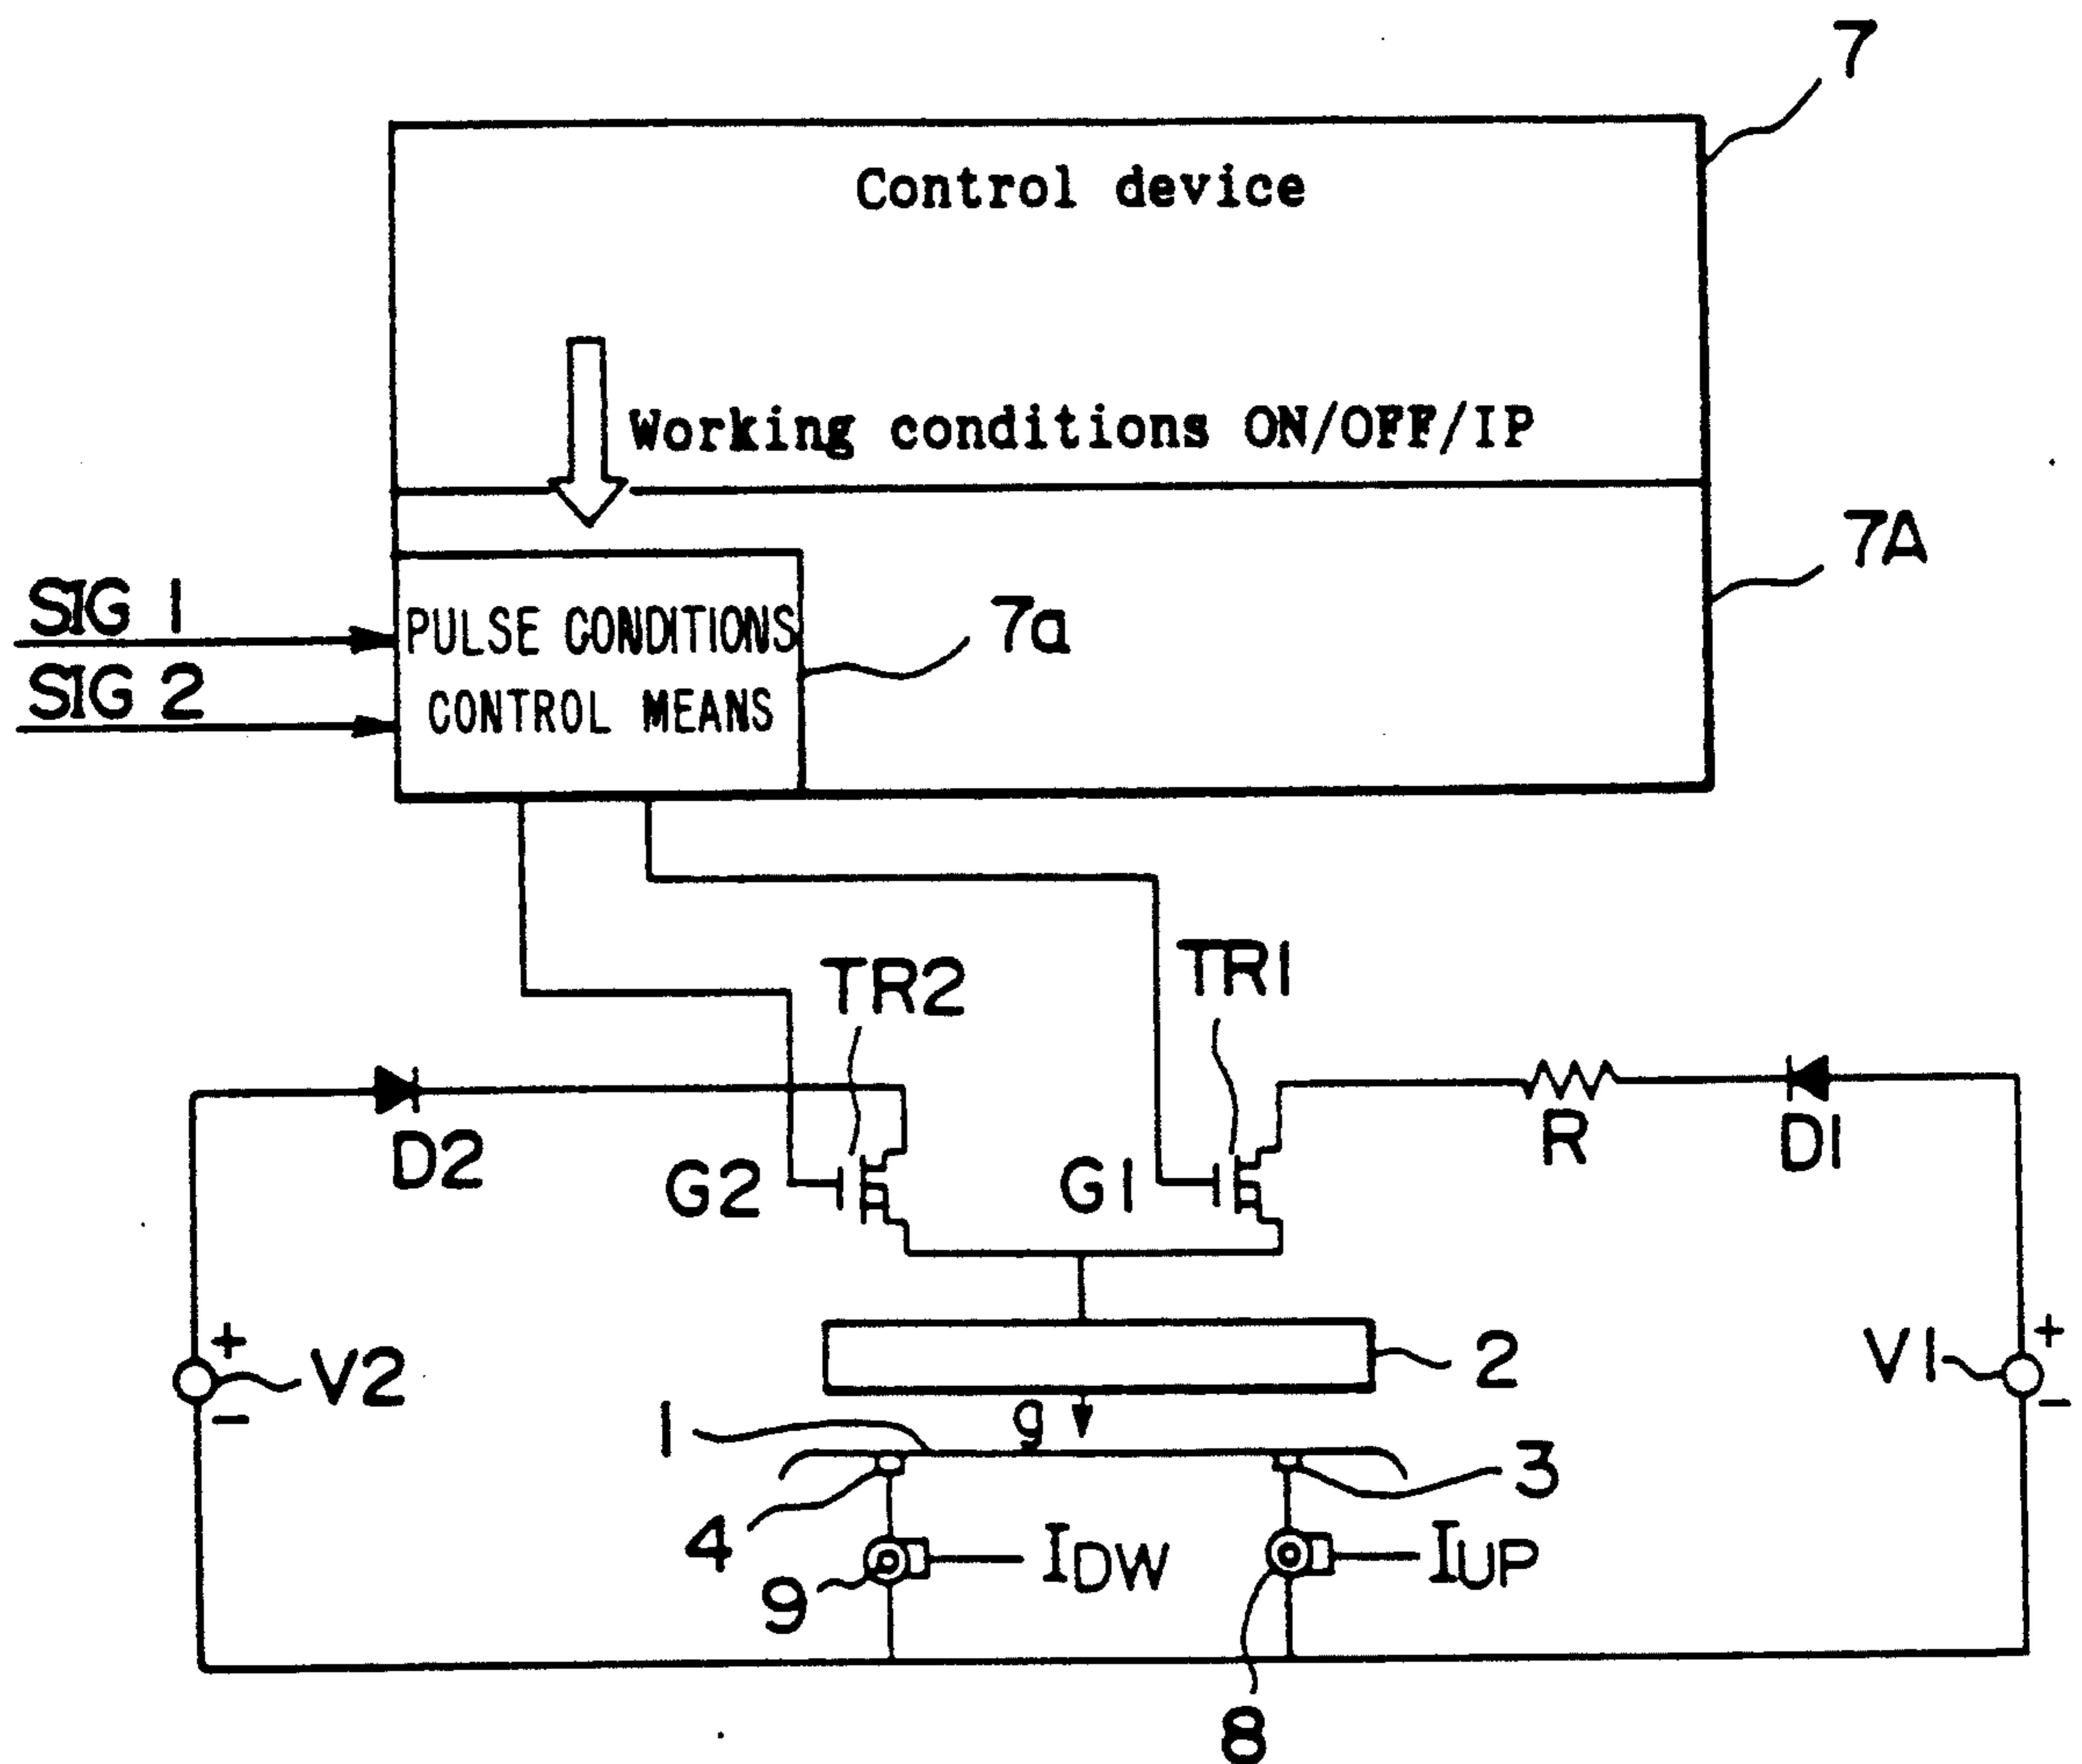 7
Control device
Working conditions ON/OFF/IP
7A
SIG 1
PULSE CONDITIONS
7a
SIG 2
CONTROL MEANS
TR2
TR1
D2
G2
G1
R
D1
+
V2
-
2
V1
+
-
g
1
3
4
9
IDW
IUP
8